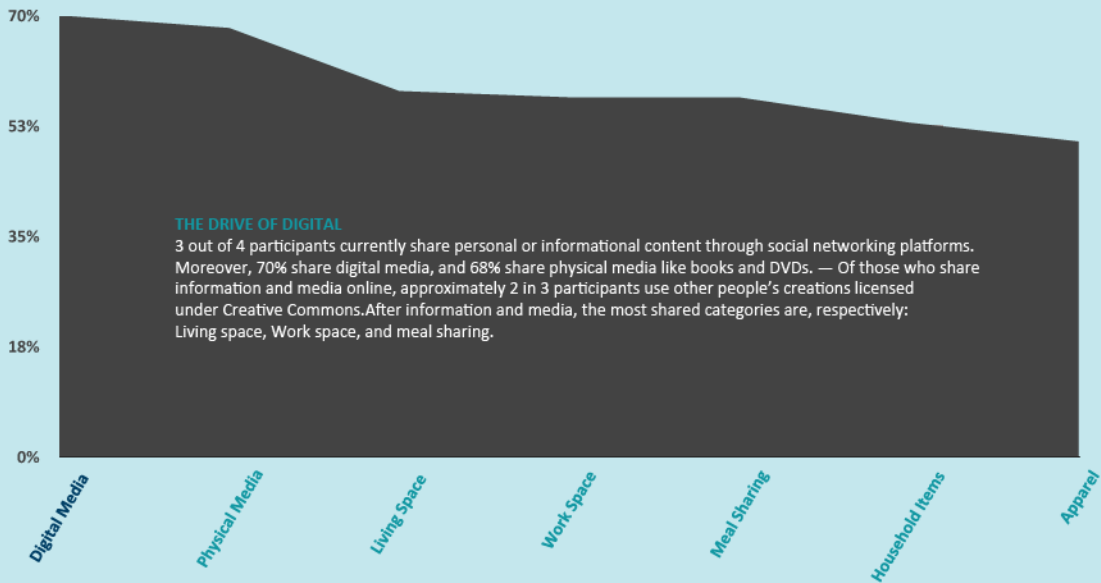 70%
53%
35%
18%
0%
THE DRIVE OF DIGITAL
3 out of 4 participants currently share personal or informational content through social networking platforms.
Moreover, 70% share digital media, and 68% share physical media like books and DVDs. — Of those who share
information and media online, approximately 2 in 3 participants use other people's creations licensed
under Creative Commons.After information and media, the most shared categories are, respectively:
Living space, Work space, and meal sharing.
Digital Media
Physical Media
Living Space
Work Space
Meal Sharing
Household Items
Apparel